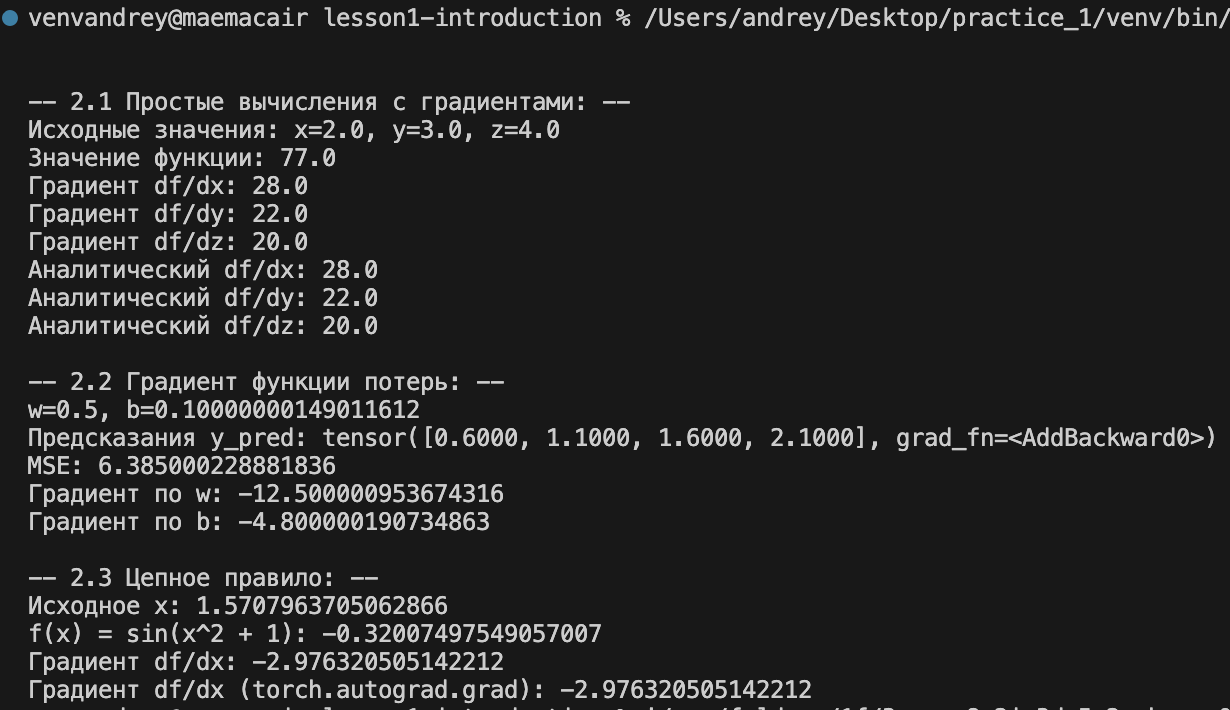 venvandrey@maemacair lesson1-introduction % /Users/andrey/Desktop/practice_1/venv/bin/
-- 2.1 Простые вычисления с градиентами: --
Исходные значения: x=2.0, y=3.0, z=4.0
Значение функции: 77.0
Градиент df/dx: 28.0
Градиент df/dy: 22.0
Градиент df/dz: 20.0
Аналитический df/dx: 28.0
Аналитический df/dy: 22.0
Аналитический df/dz: 20.0
-- 2.2 Градиент функции потерь: --
w=0.5, b=0.10000000149011612
Предсказания y_pred: tensor([0.6000, 1.1000, 1.6000, 2.1000], grad_fn=<AddBackward0>)
MSE: 6.385000228881836
Градиент по w: -12.500000953674316
Градиент по b: -4.800000190734863
-- 2.3 Цепное правило: --
Исходное x: 1.5707963705062866
f(x) = sin(x^2 + 1): -0.32007497549057007
Градиент df/dx: -2.976320505142212
Градиент df/dx (torch.autograd.grad): -2.976320505142212